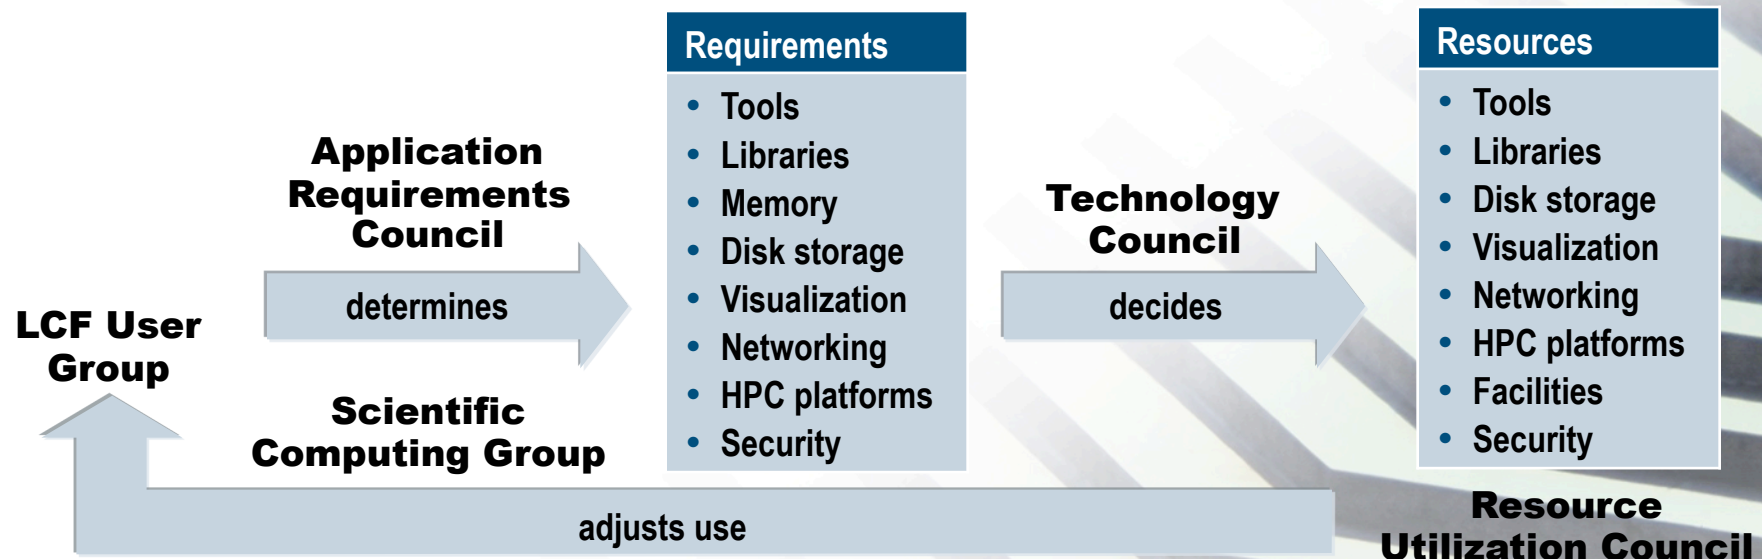 LCF User
Group
Application
Requirements
Council
determines
Scientific
Computing Group
Requirements
• Tools
• Libraries
• Memory
• Disk storage
• Visualization
• Networking
• HPC platforms
• Security
Technology
Council
decides
Resources
• Tools
• Libraries
• Disk storage
• Visualization
• Networking
• HPC platforms
• Facilities
• Security
Resource
Utilization Council
adjusts use